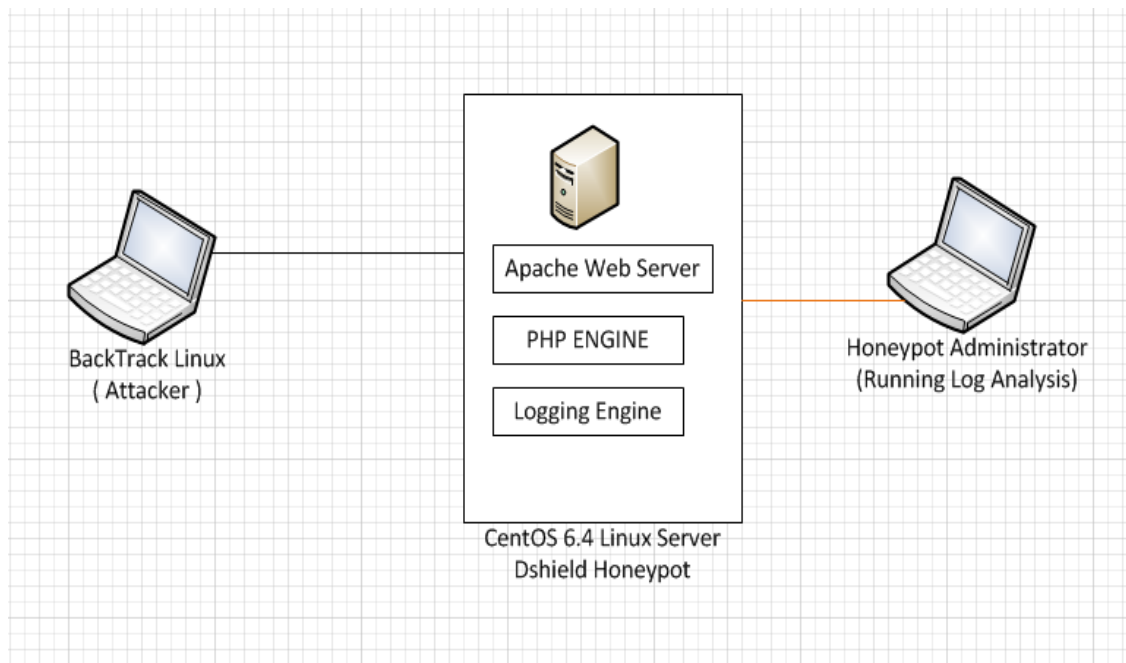 BackTrack Linux
( Attacker )
Apache Web Server
PHP ENGINE
Logging Engine
CentOS 6.4 Linux Server
Dshield Honeypot
Honeypot Administrator
(Running Log Analysis)